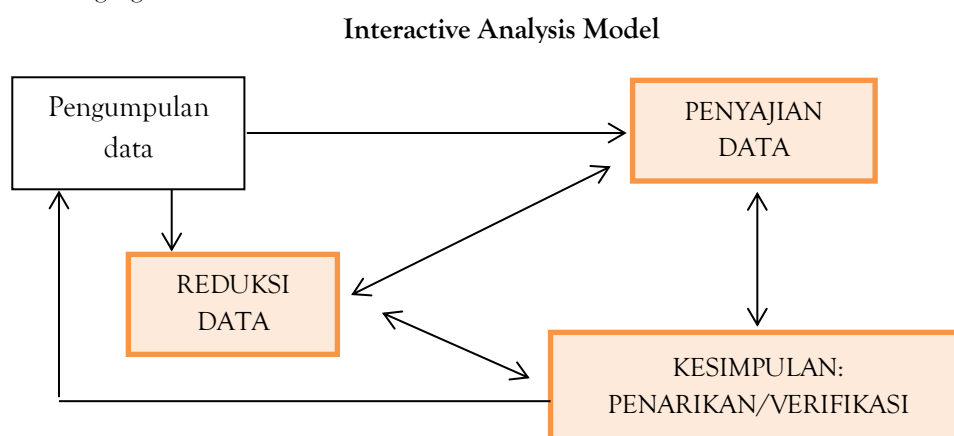 Interactive Analysis Model
Pengumpulan
data
PENYAJIAN
DATA
REDUKSI
DATA
KESIMPULAN:
PENARIKAN/VERIFIKASI